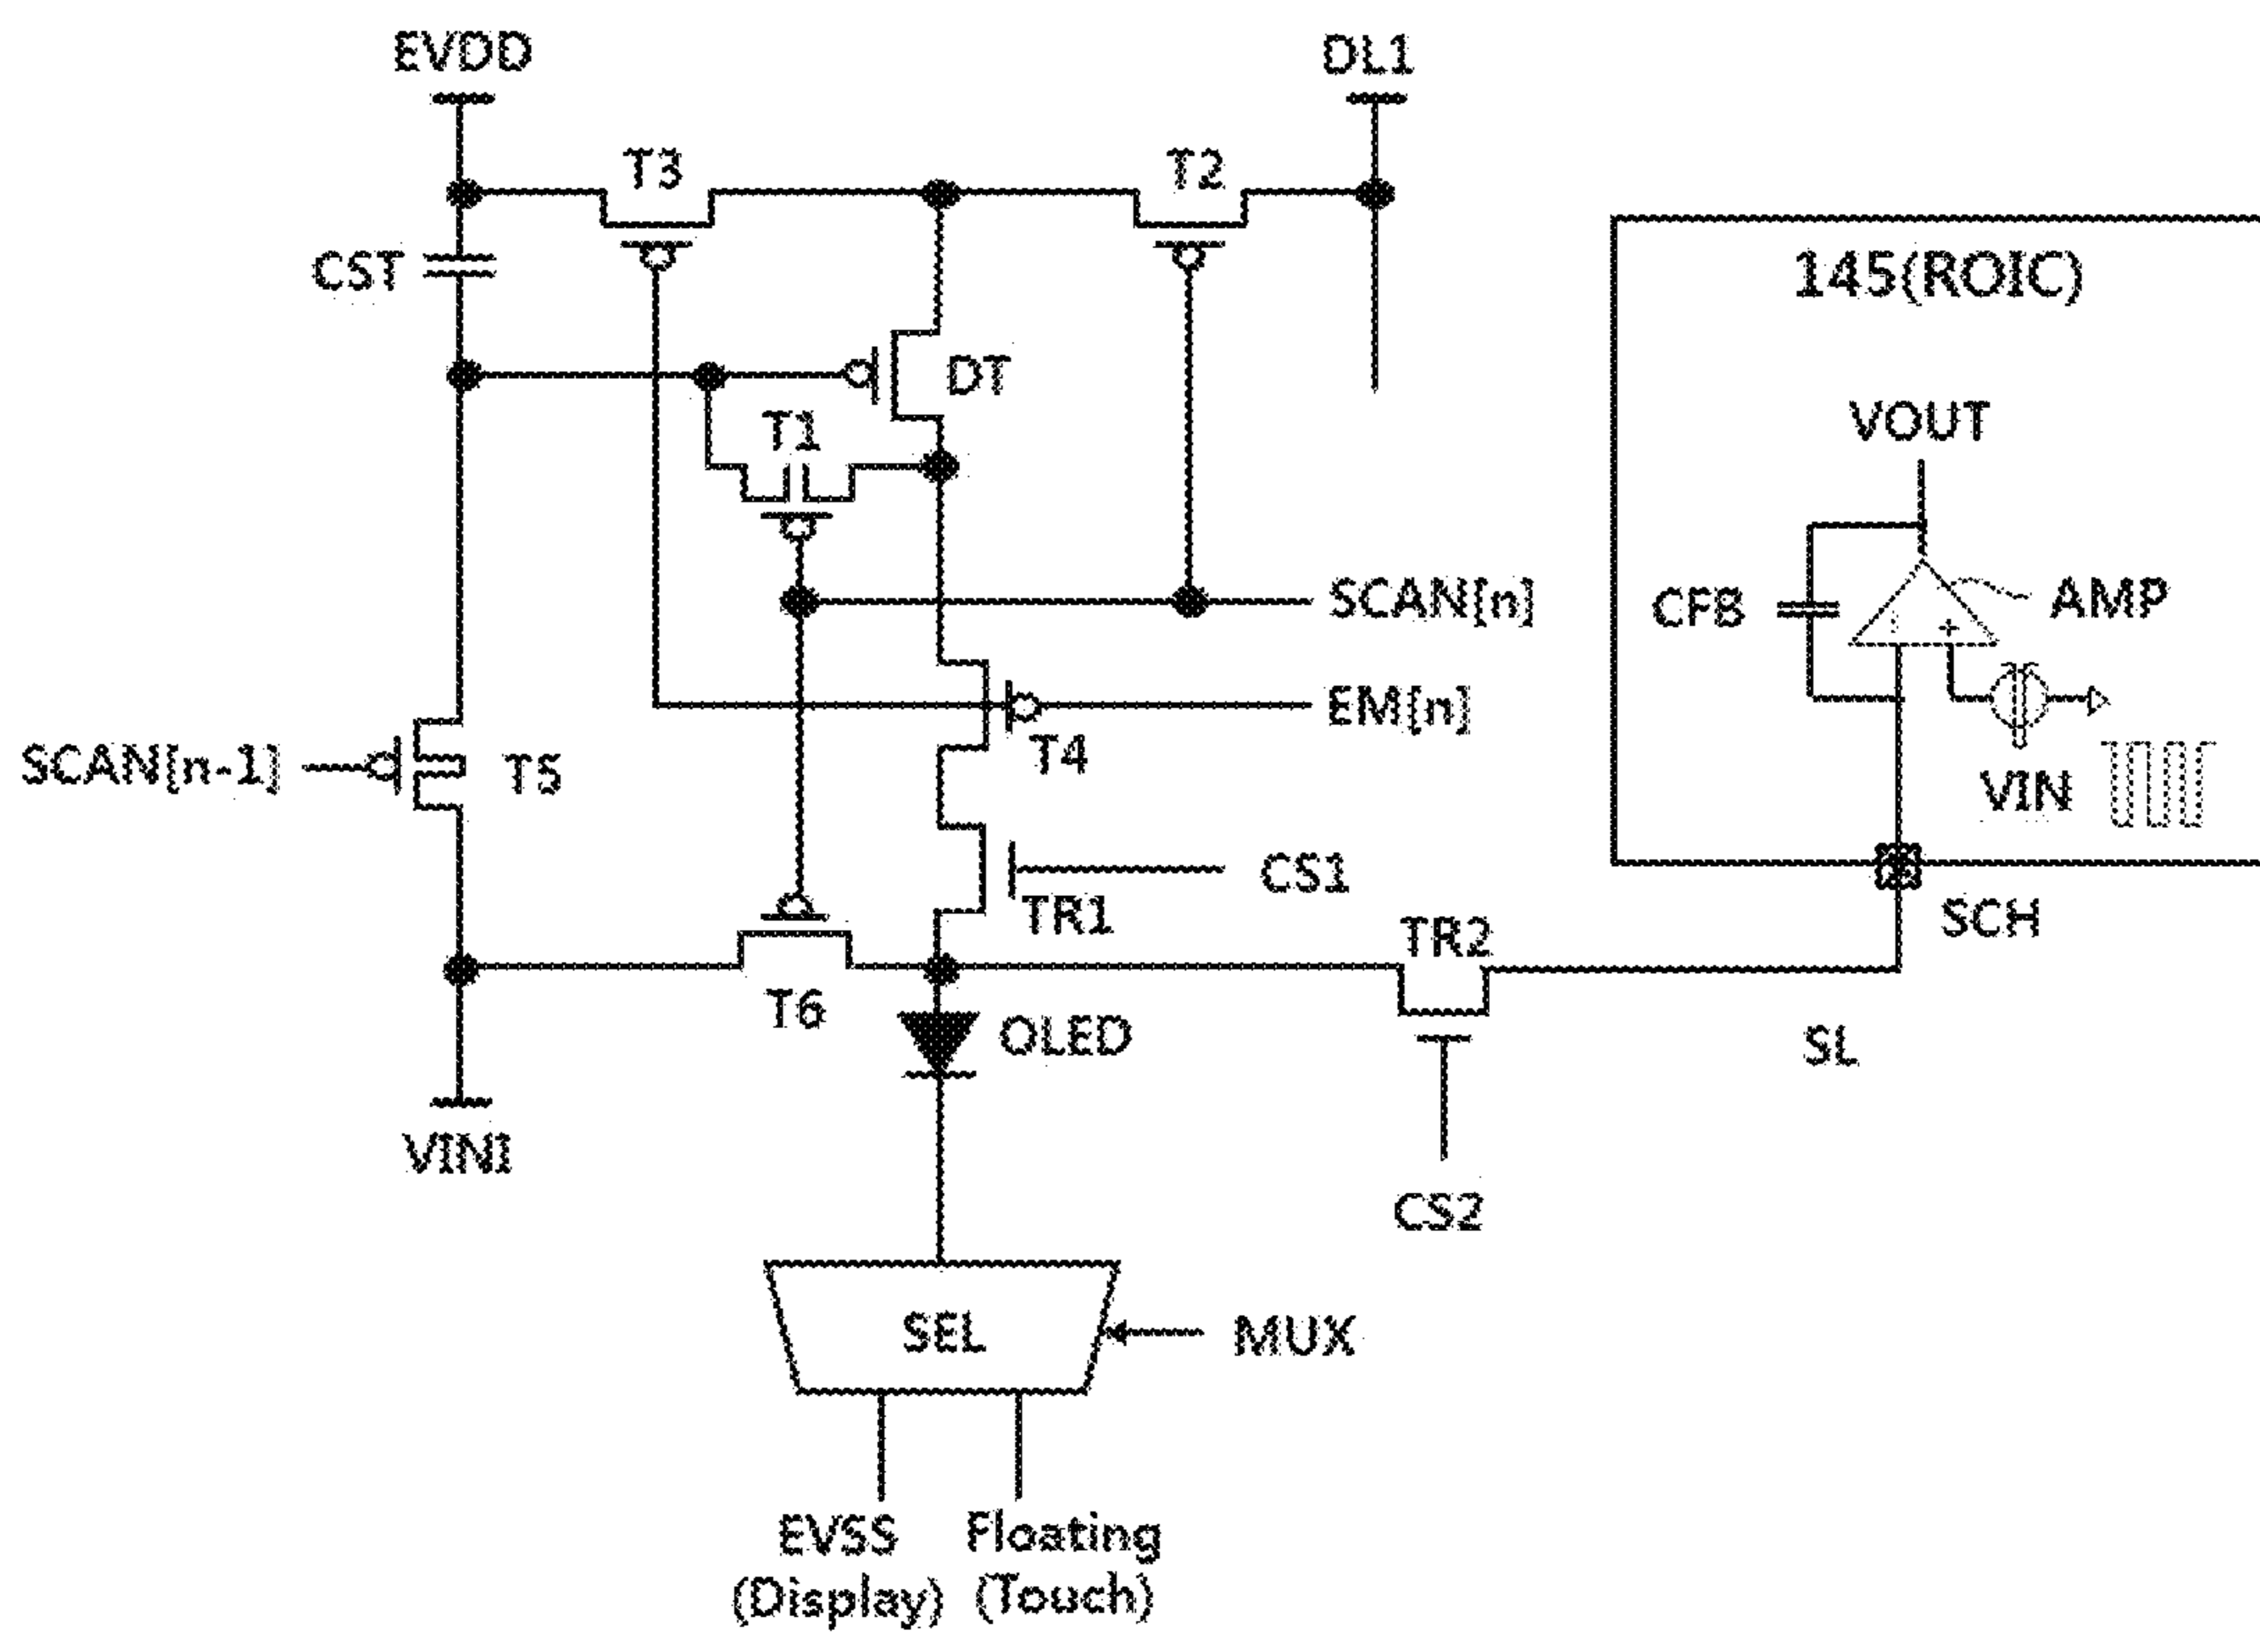 EVDD
DL1
T3
T2
CST
145(ROIC)
DT
VOUT
T1
SCAN[n]
CFB
AMP
- +
EM[n]
T4
SCAN[n-1]
T5
VIN
CS1
TR1
TR2
SCH
T6
OLED
SL
VINI
CS2
SEL
MUX
EVSS
(Display)
Floating
(Touch)